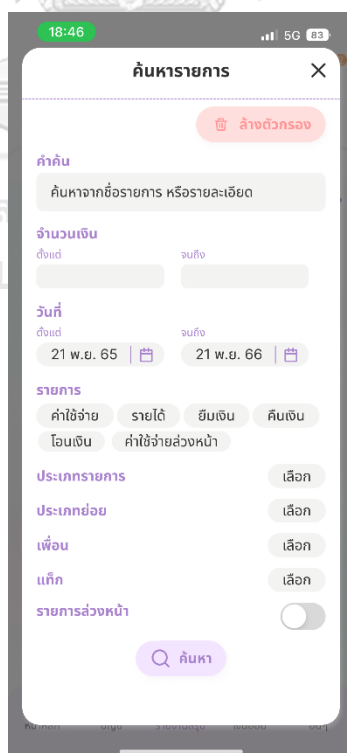 18:46 5G 83
ค้นหารายการ
ล้างตัวกรอง
คำค้น
ค้นหาจากชื่อรายการ หรือรายละเอียด
จำนวนเงิน
ตั้งแต่ จนถึง
วันที่
ตั้งแต่ จนถึง
21 พ.ย. 65 21 พ.ย. 66
รายการ
ค่าใช้จ่าย รายได้ ยืมเงิน คืนเงิน
โอนเงิน ค่าใช้จ่ายล่วงหน้า
ประเภทรายการ เลือก
ประเภทย่อย เลือก
เพื่อน เลือก
แท็ก เลือก
รายการล่วงหน้า
ค้นหา